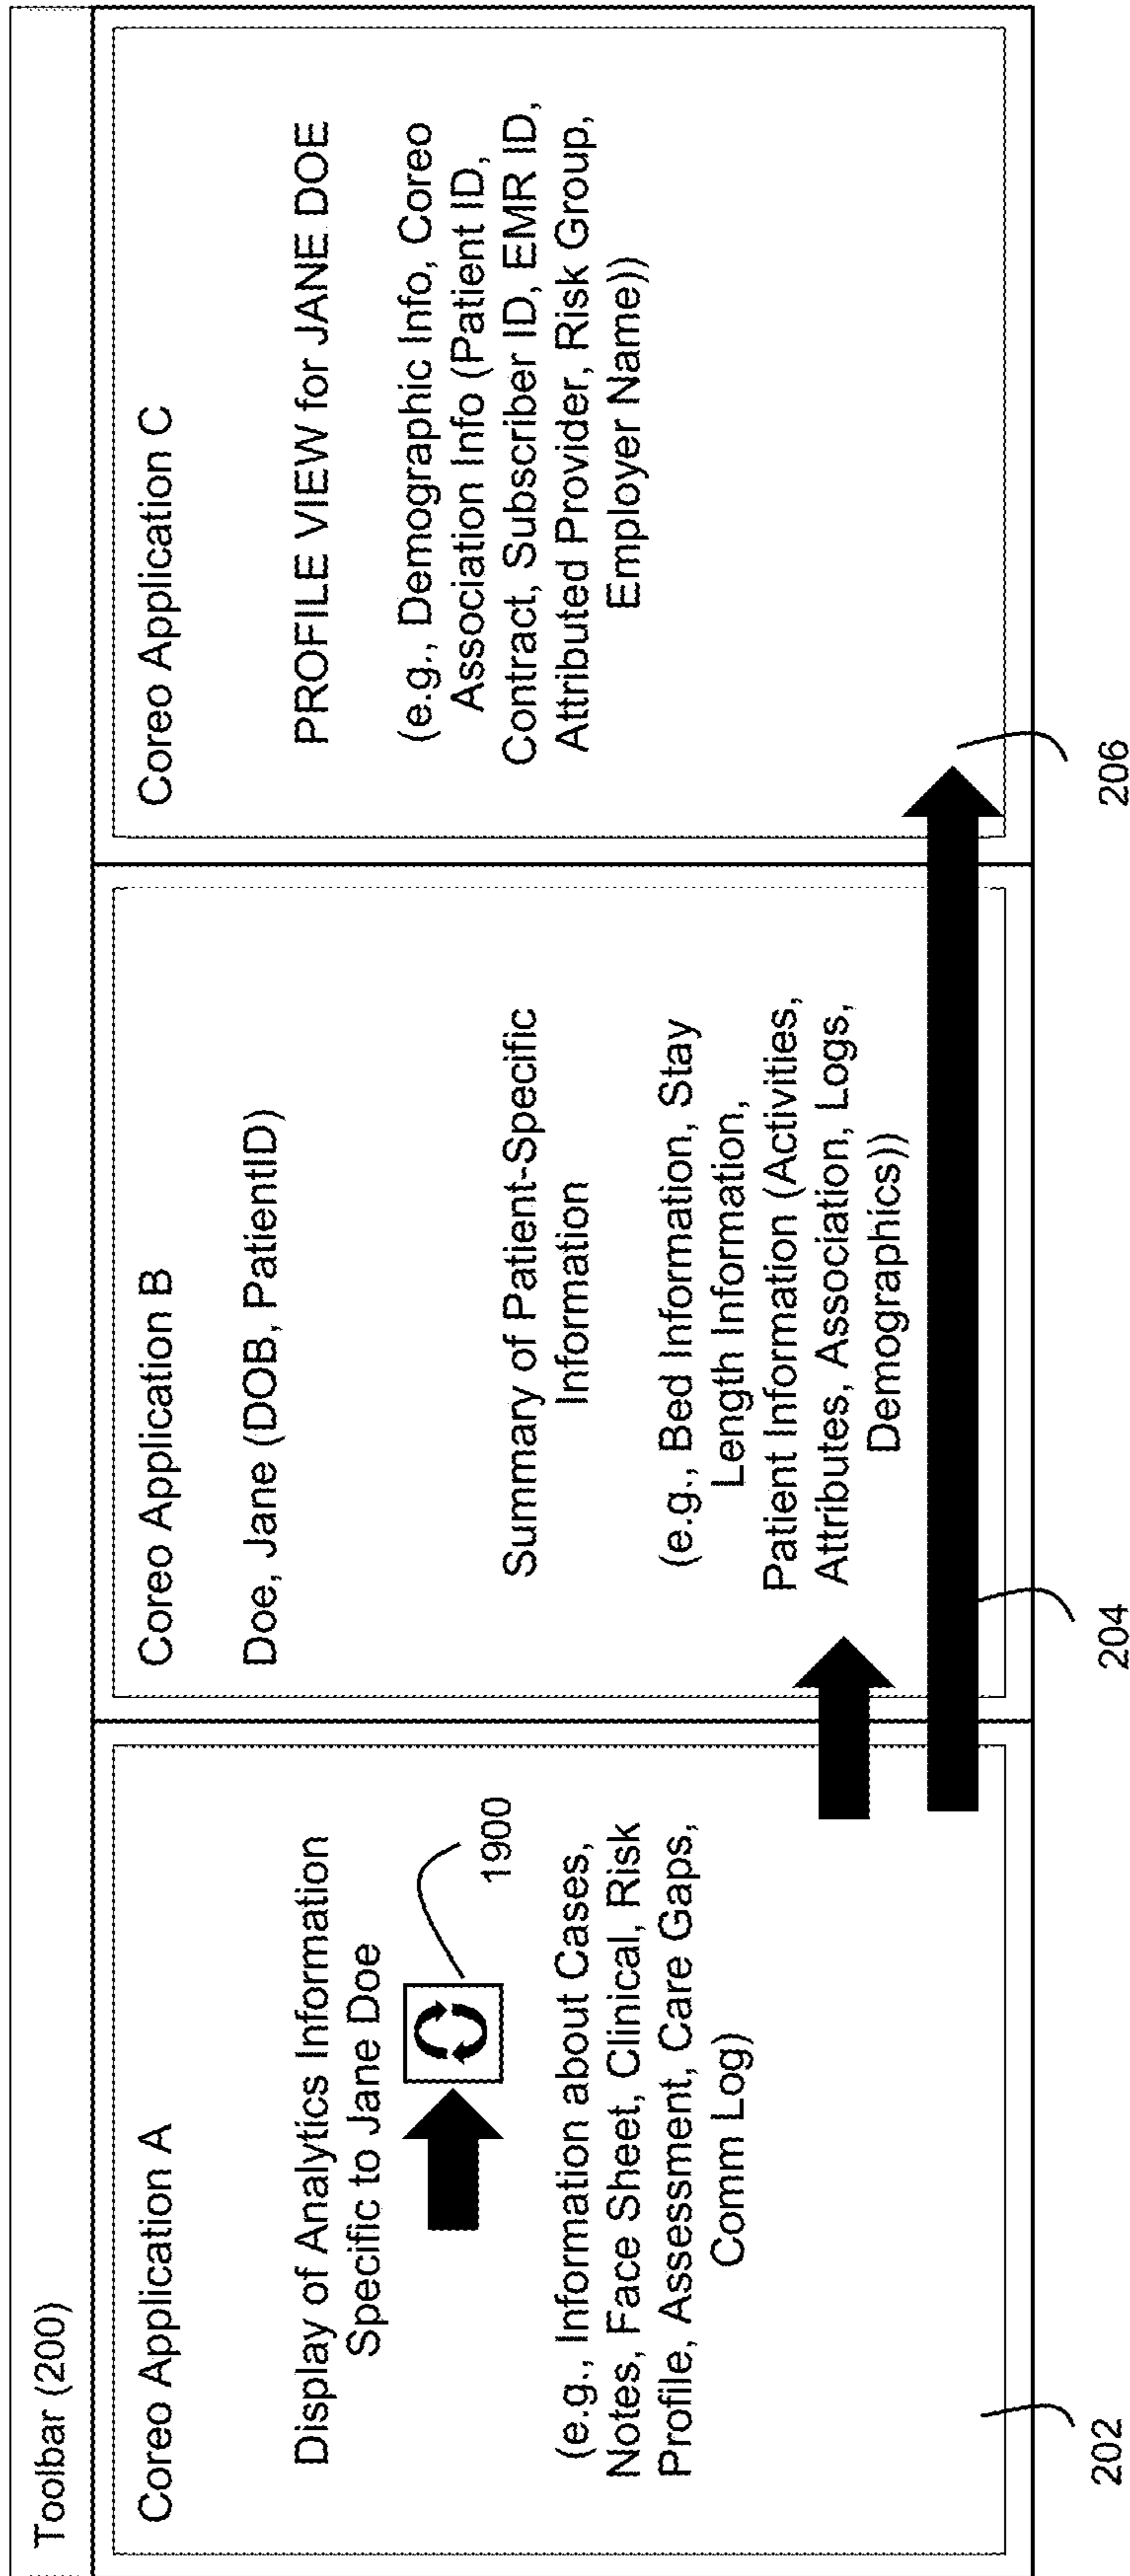 Toolbar (200)
Coreo Application A
Display of Analytics Information
Specific to Jane Doe
1900
(e.g., Information about Cases,
Notes, Face Sheet, Clinical, Risk
Profile, Assessment, Care Gaps,
Comm Log)
202
Coreo Application B
Doe, Jane (DOB, PatientID)
Summary of Patient-Specific
Information
(e.g., Bed Information, Stay
Length Information,
Patient Information (Activities,
Attributes, Association, Logs,
Demographics))
204
Coreo Application C
PROFILE VIEW for JANE DOE
(e.g., Demographic Info, Coreo
Association Info (Patient ID,
Contract, Subscriber ID, EMR ID,
Attributed Provider, Risk Group,
Employer Name))
206